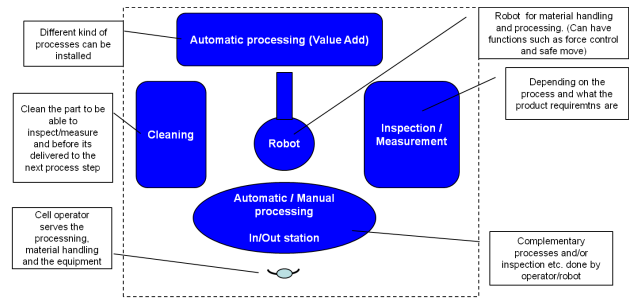 Different kind of
processes can be
installed
Automatic processing (Value Add)
Robot for material handling
and processing. (Can have
functions such as force control
and safe move)
Clean the part to be
able to
inspect/measure
and before its
delivered to the
next process step
Cleaning
Robot
Inspection /
Measurement
Depending on the
process and what the
product requiremtns are
Automatic / Manual
processing
In/Out station
Cell operator
serves the
processning,
material handling
and the equipment
Complementary
processes and/or
inspection etc. done by
operator/robot